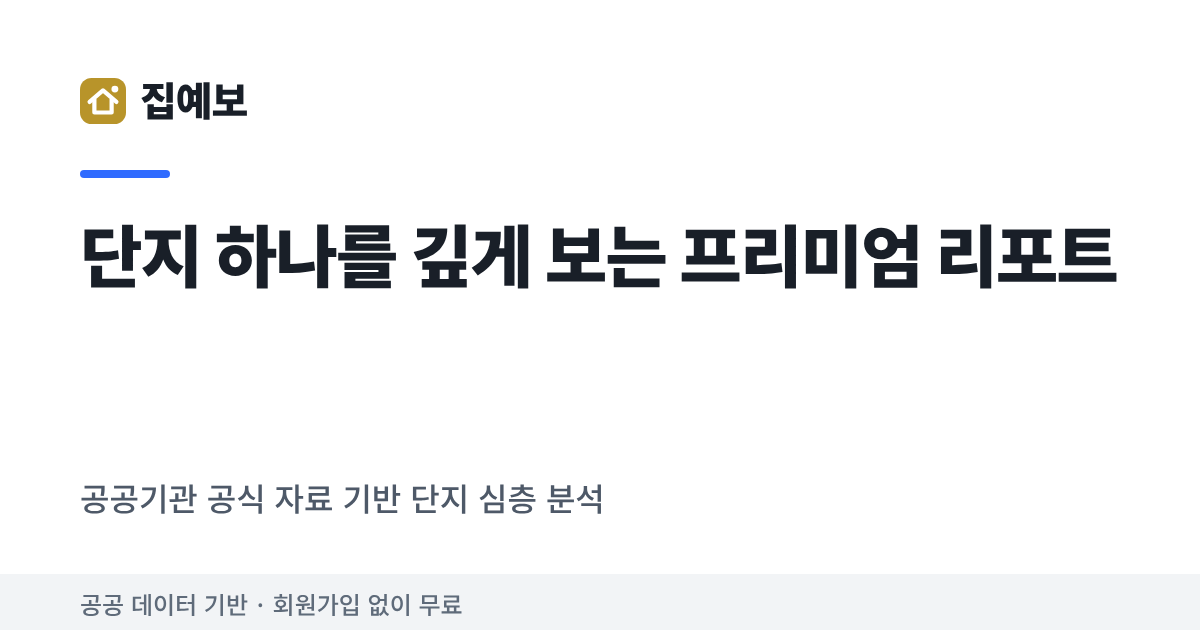 집예보
단지 하나를 깊게 보는 프리미엄 리포트
공공기관 공식 자료 기반 단지 심층 분석
공공 데이터 기반 · 회원가입 없이 무료